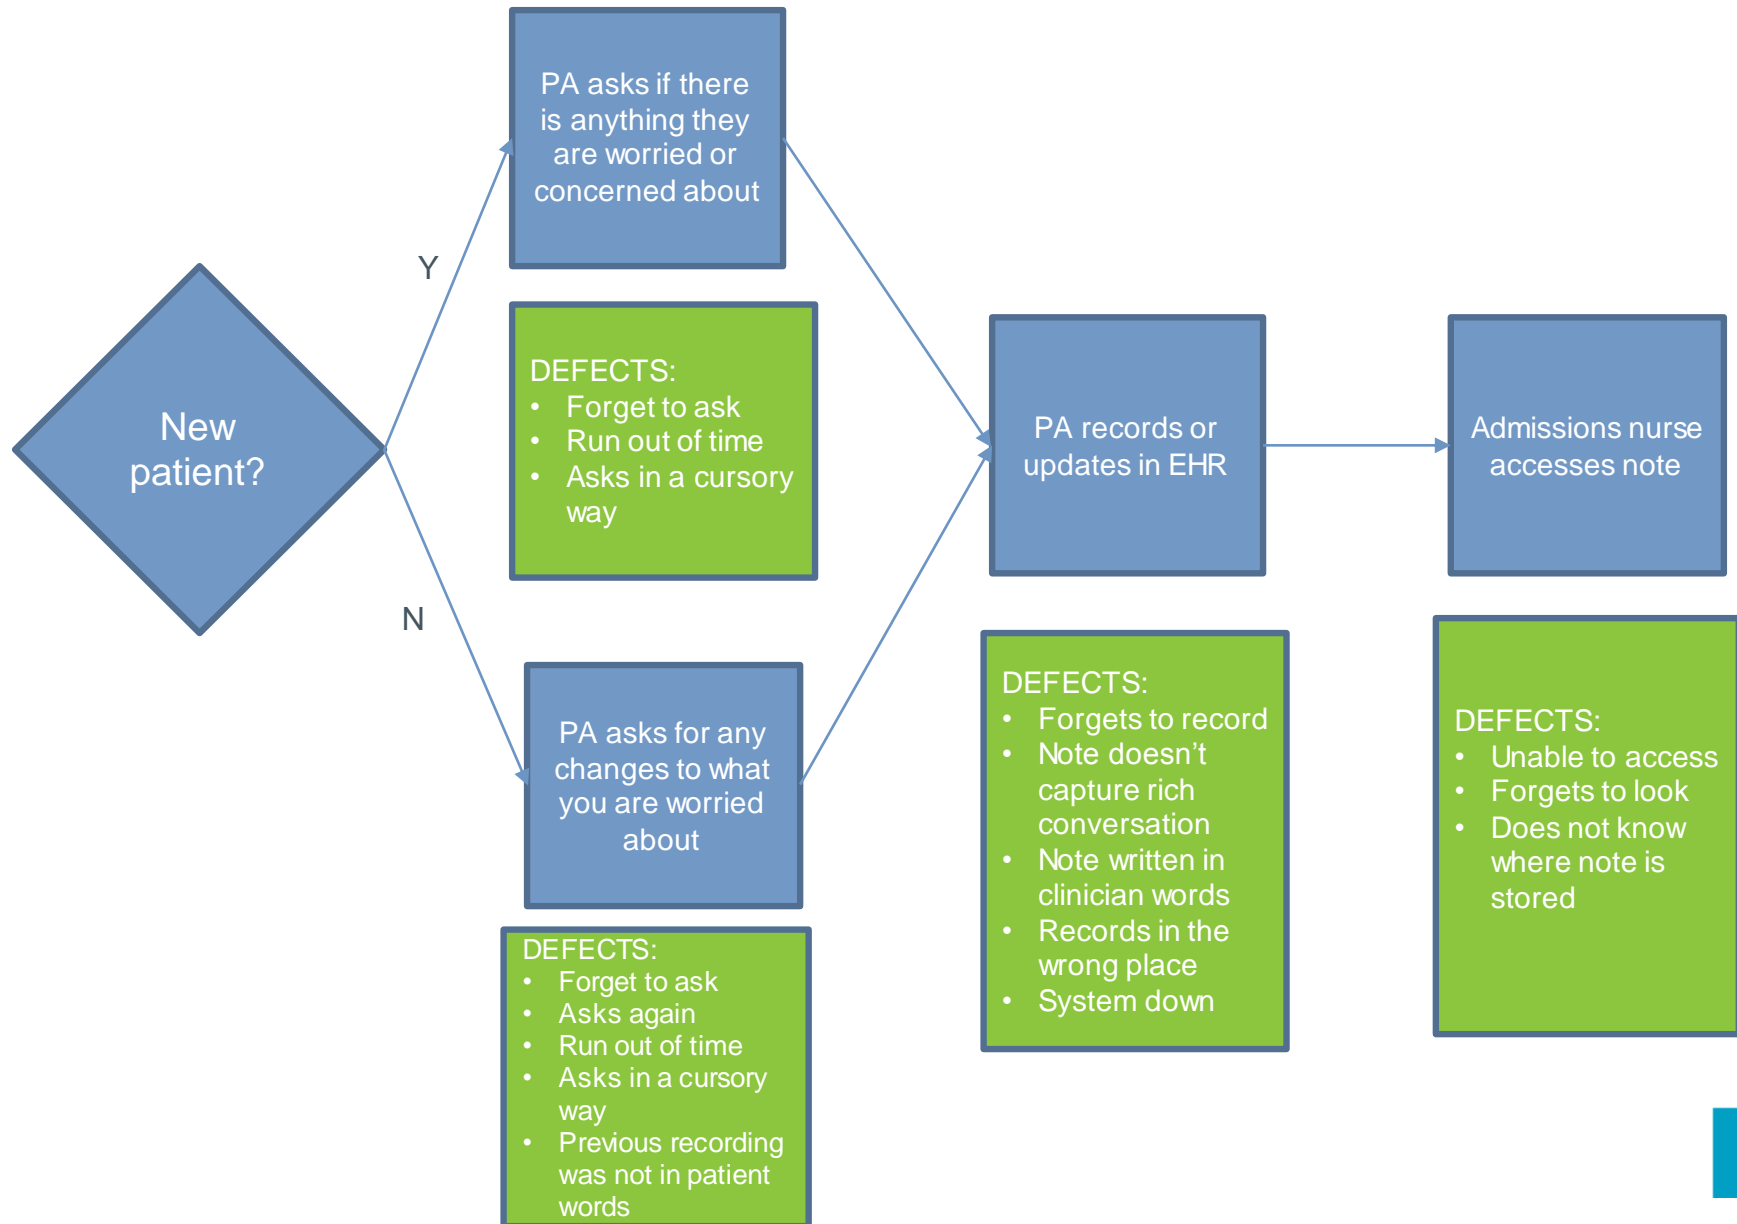 PA asks if there
is anything they
are worried or
concerned about
Y
New
patient?
DEFECTS:
• Forget to ask
• Run out of time
• Asks in a cursory
way
N
PA asks for any
changes to what
you are worried
about
DEFECTS:
• Forget to ask
• Asks again
• Run out of time
• Asks in a cursory
way
• Previous recording
was not in patient
words
PA records or
updates in EHR
DEFECTS:
• Forgets to record
• Note doesn’t
capture rich
conversation
• Note written in
clinician words
• Records in the
wrong place
• System down
Admissions nurse
accesses note
DEFECTS:
• Unable to access
• Forgets to look
• Does not know
where note is
stored